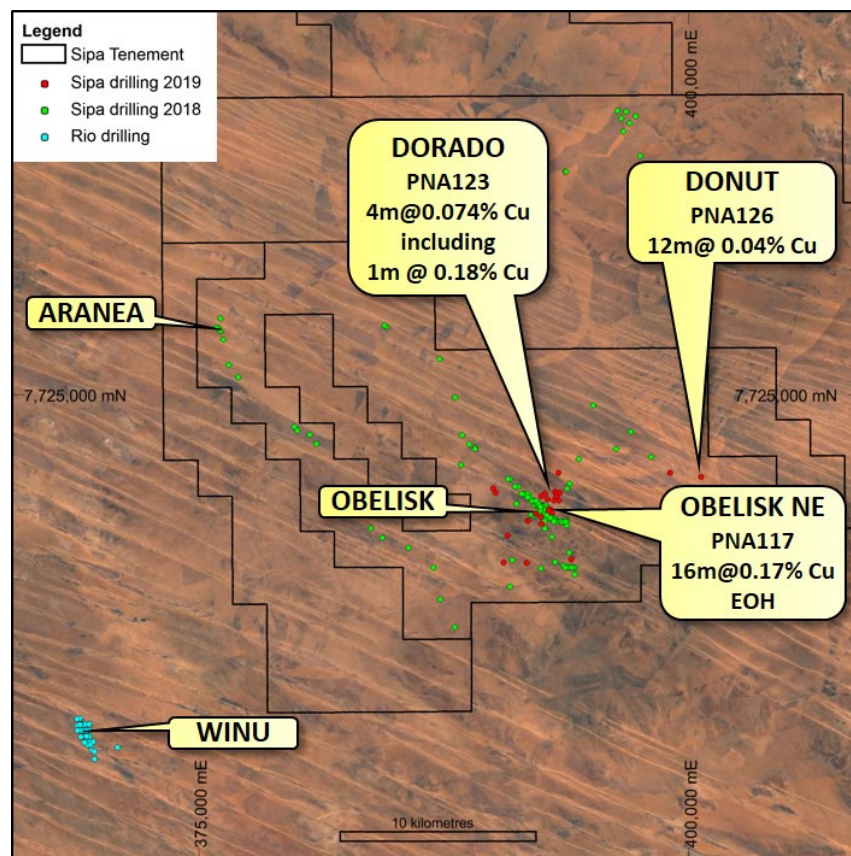 Legend
Sipa Tenement
Sipa drilling 2019
Sipa drilling 2018
Rio drilling
400,000 mE
DORADO
PNA123
4m@0.074% Cu
including
1m @ 0.18% Cu
DONUT
PNA126
12m@ 0.04% Cu
ARANEA
7,725,000 mN
7,725,000 mN
OBELISK
OBELISK NE
PNA117
16m@0.17% Cu
EOH
WINU
375,000 mE
400,000 mE
10 kilometres